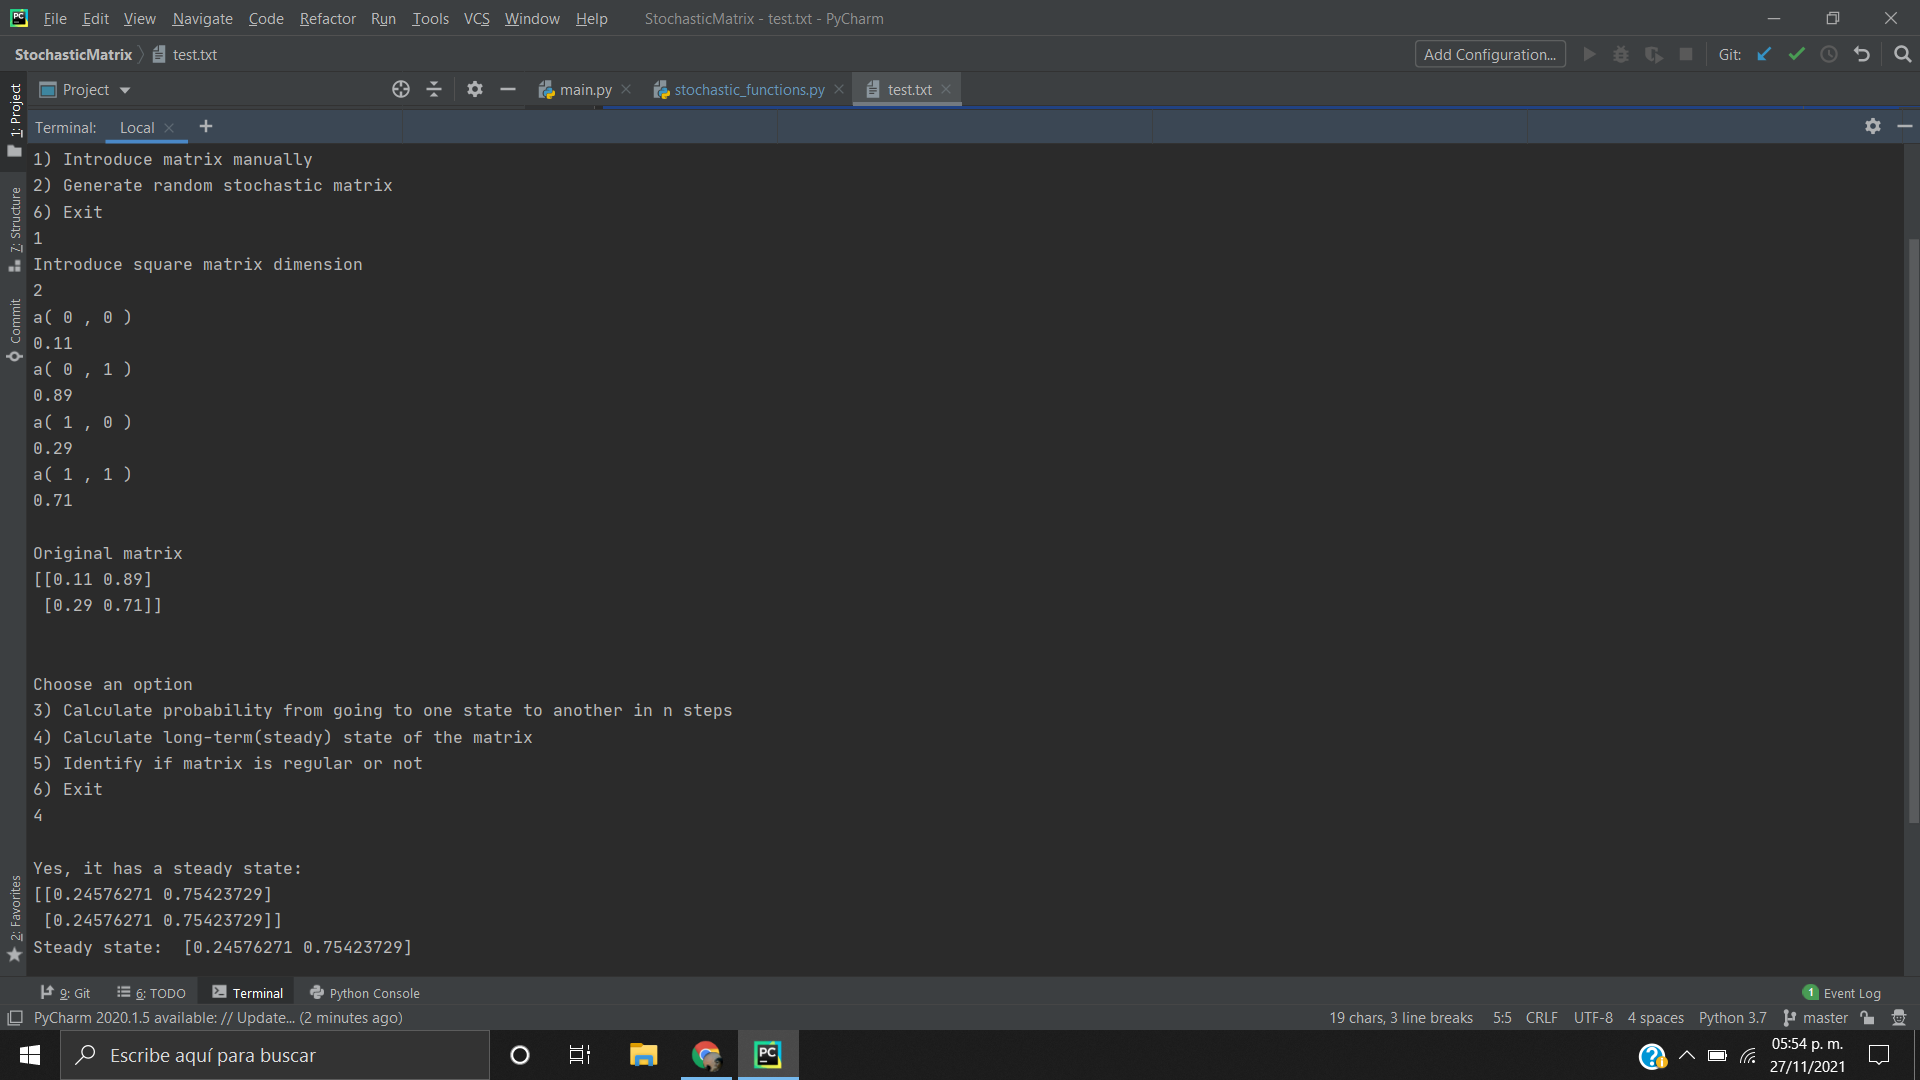 File Edit View Navigate Code Refactor Run Tools VCS Window Help StochasticMatrix - test.txt - PyCharm
StochasticMatrix test.txt Add Configuration... Git:
1: Project
Project main.py stochastic_functions.py test.txt
Terminal: Local
1) Introduce matrix manually
2) Generate random stochastic matrix
6) Exit
1
7: Structure
Introduce square matrix dimension
2
Commit
a( 0 , 0 )
0.11
a( 0 , 1 )
0.89
a( 1 , 0 )
0.29
a( 1 , 1 )
0.71
Original matrix
[[0.11 0.89]
[0.29 0.71]]
Choose an option
3) Calculate probability from going to one state to another in n steps
4) Calculate long-term(steady) state of the matrix
5) Identify if matrix is regular or not
6) Exit
4
2: Favorites
Yes, it has a steady state:
[[0.24576271 0.75423729]
[0.24576271 0.75423729]]
Steady state:  [0.24576271 0.75423729]
9: Git 6: TODO Terminal Python Console 1 Event Log
PyCharm 2020.1.5 available: // Update... (2 minutes ago) 19 chars, 3 line breaks 5:5 CRLF UTF-8 4 spaces Python 3.7 master
Escribe aquí para buscar PC 05:54 p. m.
27/11/2021